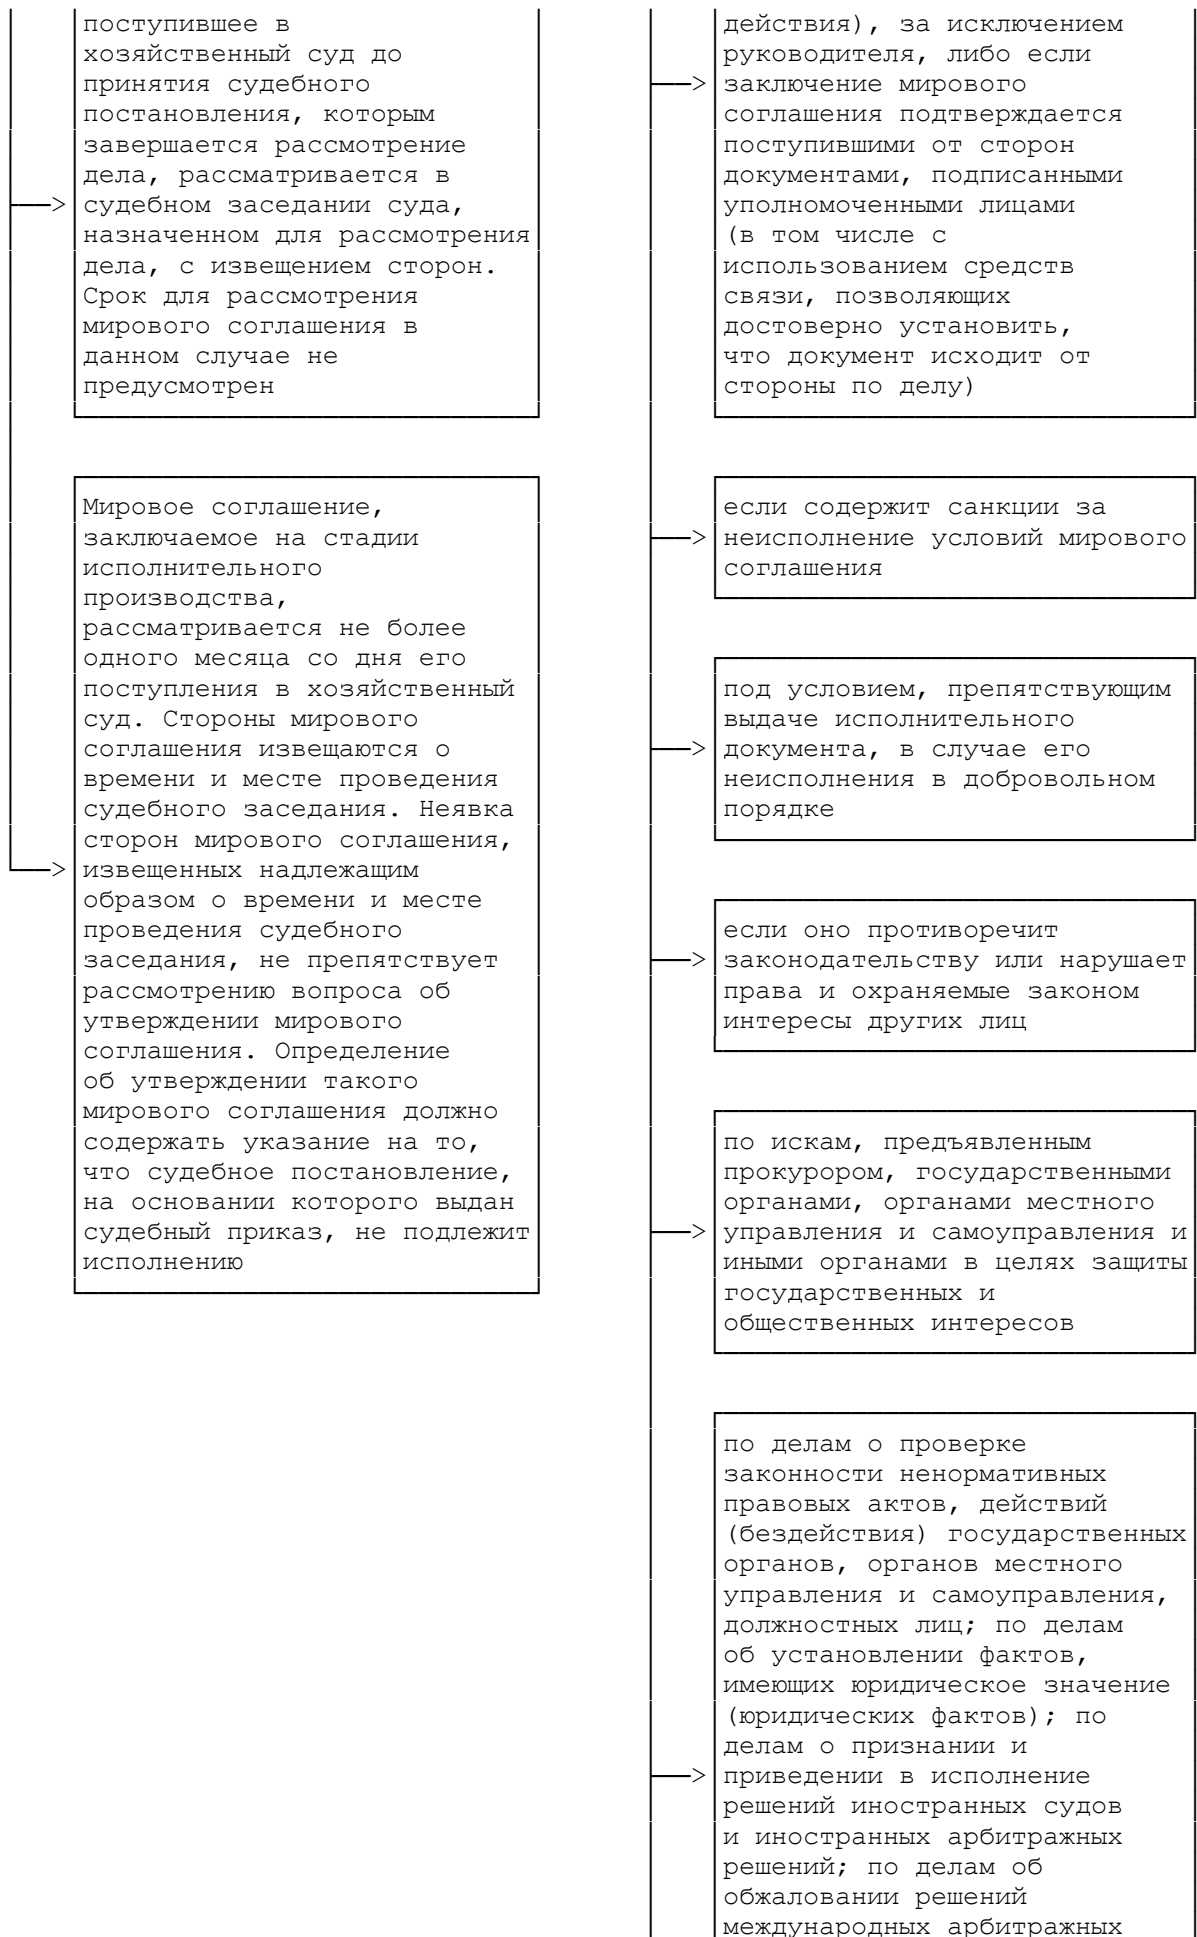 поступившее в
хозяйственный суд до
принятия судебного
постановления, которым
завершается рассмотрение
дела, рассматривается в
судебном заседании суда,
назначенном для рассмотрения
дела, с извещением сторон.
Срок для рассмотрения
мирового соглашения в
данном случае не
предусмотрен
Мировое соглашение,
заключаемое на стадии
исполнительного
производства,
рассматривается не более
одного месяца со дня его
поступления в хозяйственный
суд. Стороны мирового
соглашения извещаются о
времени и месте проведения
судебного заседания. Неявка
сторон мирового соглашения,
извещенных надлежащим
образом о времени и месте
проведения судебного
заседания, не препятствует
рассмотрению вопроса об
утверждении мирового
соглашения. Определение
об утверждении такого
мирового соглашения должно
содержать указание на то,
что судебное постановление,
на основании которого выдан
судебный приказ, не подлежит
исполнению
действия), за исключением
руководителя, либо если
заключение мирового
соглашения подтверждается
поступившими от сторон
документами, подписанными
уполномоченными лицами
(в том числе с
использованием средств
связи, позволяющих
достоверно установить,
что документ исходит от
стороны по делу)
если содержит санкции за
неисполнение условий мирового
соглашения
под условием, препятствующим
выдаче исполнительного
документа, в случае его
неисполнения в добровольном
порядке
если оно противоречит
законодательству или нарушает
права и охраняемые законом
интересы других лиц
по искам, предъявленным
прокурором, государственными
органами, органами местного
управления и самоуправления и
иными органами в целях защиты
государственных и
общественных интересов
по делам о проверке
законности ненормативных
правовых актов, действий
(бездействия) государственных
органов, органов местного
управления и самоуправления,
должностных лиц; по делам
об установлении фактов,
имеющих юридическое значение
(юридических фактов); по
делам о признании и
приведении в исполнение
решений иностранных судов
и иностранных арбитражных
решений; по делам об
обжаловании решений
международных арбитражных